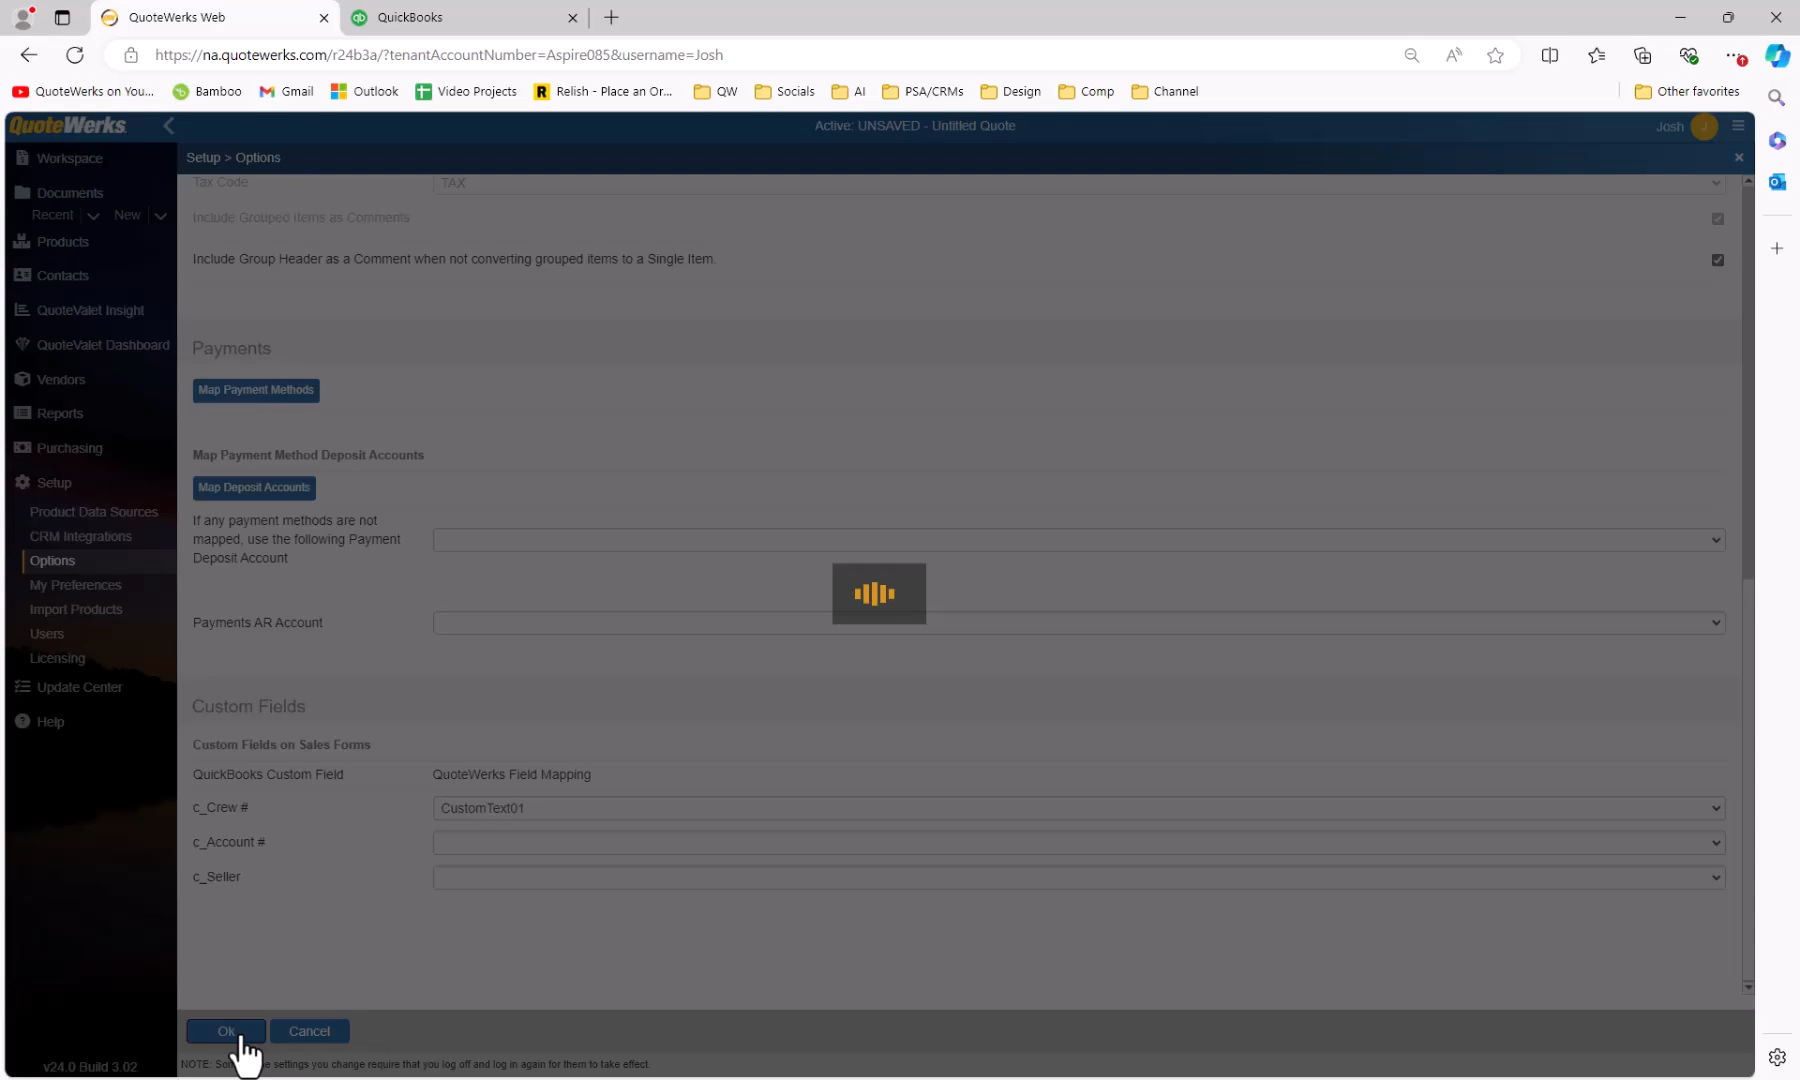 QuoteWerks Web
QuickBooks
https://na.quotewerks.com/r24b3a/?tenantAccountNumber=Aspire085&username=Josh
QuoteWerks on You... Bamboo Gmail Outlook Video Projects Relish - Place an Or... QW Socials AI PSA/CRMs Design Comp Channel Other favorites
QuoteWerks
Active: UNSAVED - Untitled Quote
Josh J
Workspace
Documents
Recent New
Products
Contacts
QuoteValet Insight
QuoteValet Dashboard
Vendors
Reports
Purchasing
Setup
Product Data Sources
CRM Integrations
Options
My Preferences
Import Products
Users
Licensing
Update Center
Help
v24.0 Build 3.02
Setup > Options
Tax Code TAX
Include Grouped Items as Comments
Include Group Header as a Comment when not converting grouped items to a Single Item.
Payments
Map Payment Methods
Map Payment Method Deposit Accounts
Map Deposit Accounts
If any payment methods are not
mapped, use the following Payment
Deposit Account
Payments AR Account
Custom Fields
Custom Fields on Sales Forms
QuickBooks Custom Field QuoteWerks Field Mapping
c_Crew # CustomText01
c_Account #
c_Seller
Ok Cancel
NOTE: settings you change require that you log off and log in again for them to take effect.